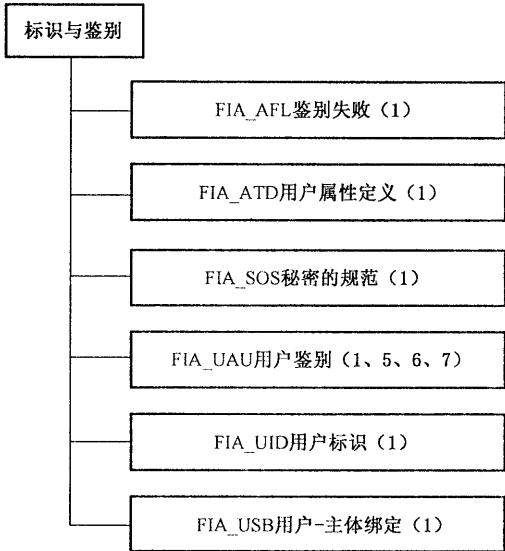 标识与鉴别
FIA_AFL鉴别失败（1）
FIA_ATD用户属性定义（1）
FIA_SOS秘密的规范（1）
FIA_UAU用户鉴别（1、5、6、7）
FIA_UID用户标识（1）
FIA_USB用户-主体绑定（1）